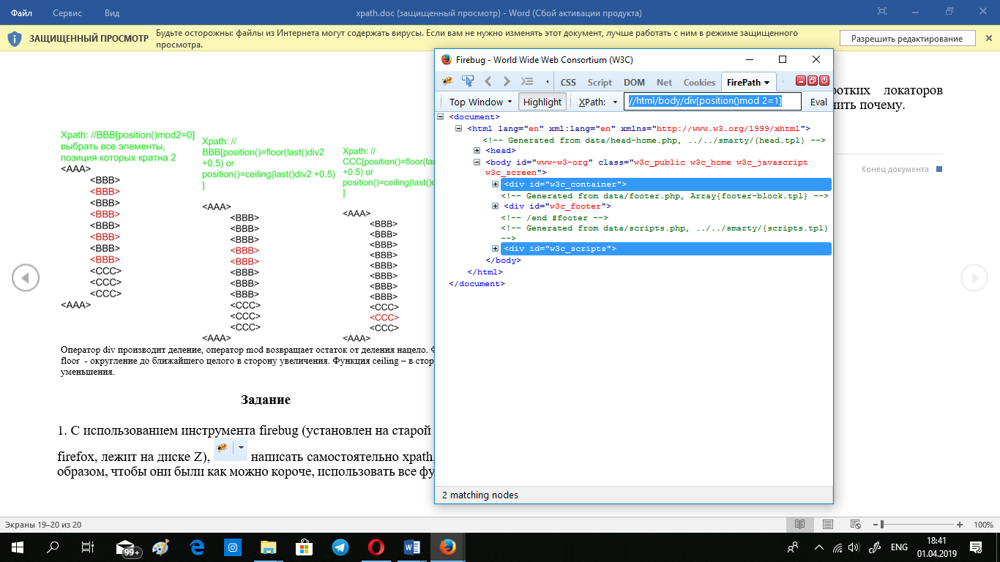 Файл
Сервис
Вид
xpath.doc (защищенный просмотр) - Word (Сбой активации продукта)
ЗАЩИЩЕННЫЙ ПРОСМОТР
Будьте осторожны: файлы из Интернета могут содержать вирусы. Если вам не нужно изменять этот документ, лучше работать с ним в режиме защищенного
просмотра.
Разрешить редактирование
Xpath: //BBB[position()mod2=0]
выбрать все элементы,
позиция которых кратна 2
<AAA>
<BBB>
<BBB>
<BBB>
<BBB>
<BBB>
<BBB>
<BBB>
<BBB>
<CCC>
<CCC>
<CCC>
<AAA>
Xpath: //
BBB[position()=floor(last()div2
+0.5) or
position()=ceiling(last()div2 +0.5)
]
<AAA>
<BBB>
<BBB>
<BBB>
<BBB>
<BBB>
<BBB>
<BBB>
<BBB>
<CCC>
<CCC>
<CCC>
<AAA>
Xpath: //
CCC[position()=floor(las
+0.5) or
position()=ceiling(last()d
]
<AAA>
<BBB>
<BBB>
<BBB>
<BBB>
<BBB>
<BBB>
<BBB>
<BBB>
<CCC>
<CCC>
<CCC>
<AAA>
Оператор div производит деление, оператор mod возвращает остаток от деления нацело. Ф
floor - округление до ближайшего целого в сторону увеличения. Функция ceiling – в стор
уменьшения.
Задание
1. С использованием инструмента firebug (установлен на старой
firefox, лежит на диске Z), написать самостоятельно xpath,
образом, чтобы они были как можно короче, использовать все фу
Firebug - World Wide Web Consortium (W3C)
CSS
Script
DOM
Net
Cookies
FirePath
Top Window
Highlight
XPath:
//html/body/div[position()mod 2=1]
Eval
<document>
<html lang="en" xml:lang="en" xmlns="http://www.w3.org/1999/xhtml">
<!-- Generated from data/head-home.php, ../../smarty/{head.tpl} -->
<head>
<body id="www-w3-org" class="w3c_public w3c_home w3c_javascript
w3c_screen">
<div id="w3c_container">
<!-- Generated from data/footer.php, Array{footer-block.tpl} -->
<div id="w3c_footer">
<!-- /end #footer -->
<!-- Generated from data/scripts.php, ../../smarty/{scripts.tpl}
-->
<div id="w3c_scripts">
</body>
</html>
</document>
2 matching nodes
ротких локаторов
нить почему.
Конец документа
Экраны 19–20 из 20
100%
99+
ENG
18:41
01.04.2019